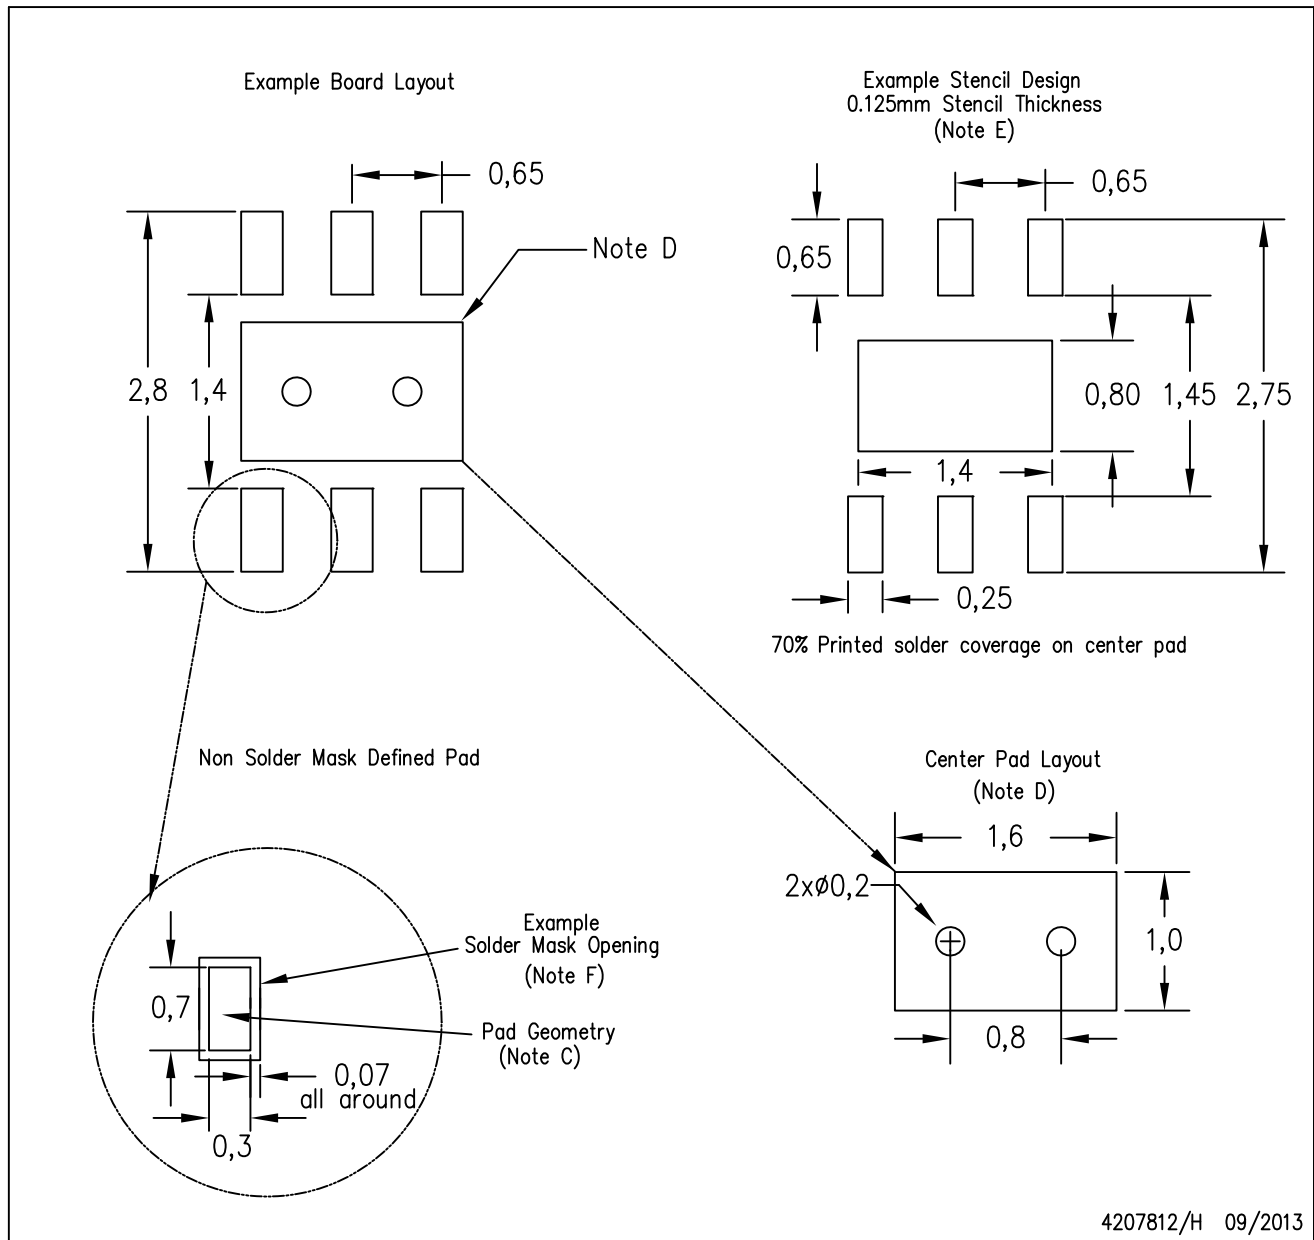 Example Board Layout
0,65
Note D
2,8
1,4
Example Stencil Design
0.125mm Stencil Thickness
(Note E)
0,65
0,65
0,80
1,45
2,75
1,4
0,25
70% Printed solder coverage on center pad
Non Solder Mask Defined Pad
Example
Solder Mask Opening
(Note F)
0,7
Pad Geometry
(Note C)
0,07
all around
0,3
Center Pad Layout
(Note D)
1,6
2xø0,2
1,0
0,8
4207812/H 09/2013